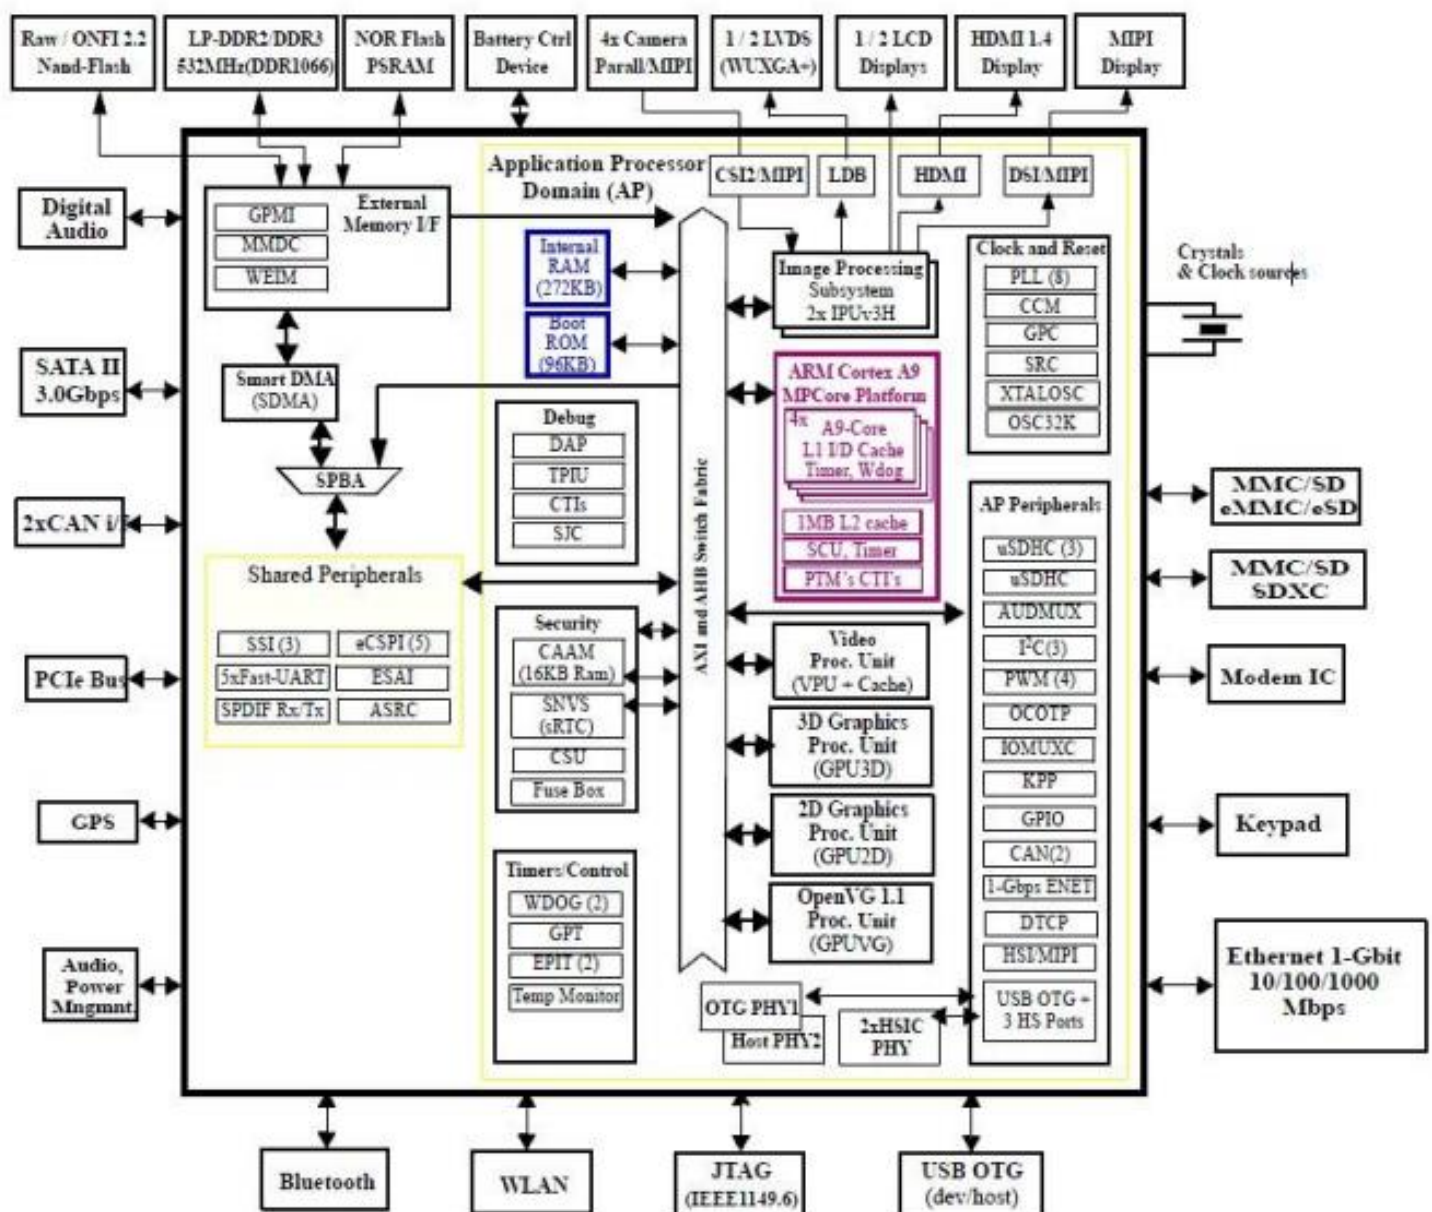 Raw / ONFI 2.2
Nand-Flash
LP-DDR2/DDR3
532MHz(DDR1066)
NOR Flash
PSRAM
Battery Ctrl
Device
4x Camera
Parall/MIPI
1 / 2 LVDS
(WUXGA+)
1 / 2 LCD
Displays
HDMI 1.4
Display
MIPI
Display
Digital
Audio
SATA II
3.0Gbps
2xCAN i/f
PCIe Bus
GPS
Audio,
Power
Mngmnt.
External
Memory I/F
GPMI
MMDC
WEIM
Smart DMA
(SDMA)
SPBA
Shared Peripherals
SSI (3)
eCSPI (5)
5xFast-UART
ESAI
SPDIF Rx/Tx
ASRC
Application Processor
Domain (AP)
Internal
RAM
(272KB)
Boot
ROM
(96KB)
Debug
DAP
TPIU
CTIs
SJC
Security
CAAM
(16KB Ram)
SNVS
(sRTC)
CSU
Fuse Box
Timers/Control
WDOG (2)
GPT
EPIT (2)
Temp Monitor
AXI and AHB Switch Fabric
CSI2/MIPI
LDB
HDMI
DSI/MIPI
Image Processing
Subsystem
2x IPUv3H
ARM Cortex A9
MPCore Platform
4x
A9-Core
L1 I/D Cache
Timer, Wdog
1MB L2 cache
SCU, Timer
PTM's CTI's
Video
Proc. Unit
(VPU + Cache)
3D Graphics
Proc. Unit
(GPU3D)
2D Graphics
Proc. Unit
(GPU2D)
OpenVG 1.1
Proc. Unit
(GPUVG)
OTG PHY1
Host PHY2
2xHSIC
PHY
Clock and Reset
PLL (8)
CCM
GPC
SRC
XTALOSC
OSC32K
AP Peripherals
uSDHC (3)
uSDHC
AUDMUX
I²C(3)
PWM (4)
OCOTP
IOMUXC
KPP
GPIO
CAN(2)
1-Gbps ENET
DTCP
HSI/MIPI
USB OTG +
3 HS Ports
Crystals
& Clock sources
MMC/SD
eMMC/eSD
MMC/SD
SDXC
Modem IC
Keypad
Ethernet 1-Gbit
10/100/1000
Mbps
Bluetooth
WLAN
JTAG
(IEEE1149.6)
USB OTG
(dev/host)